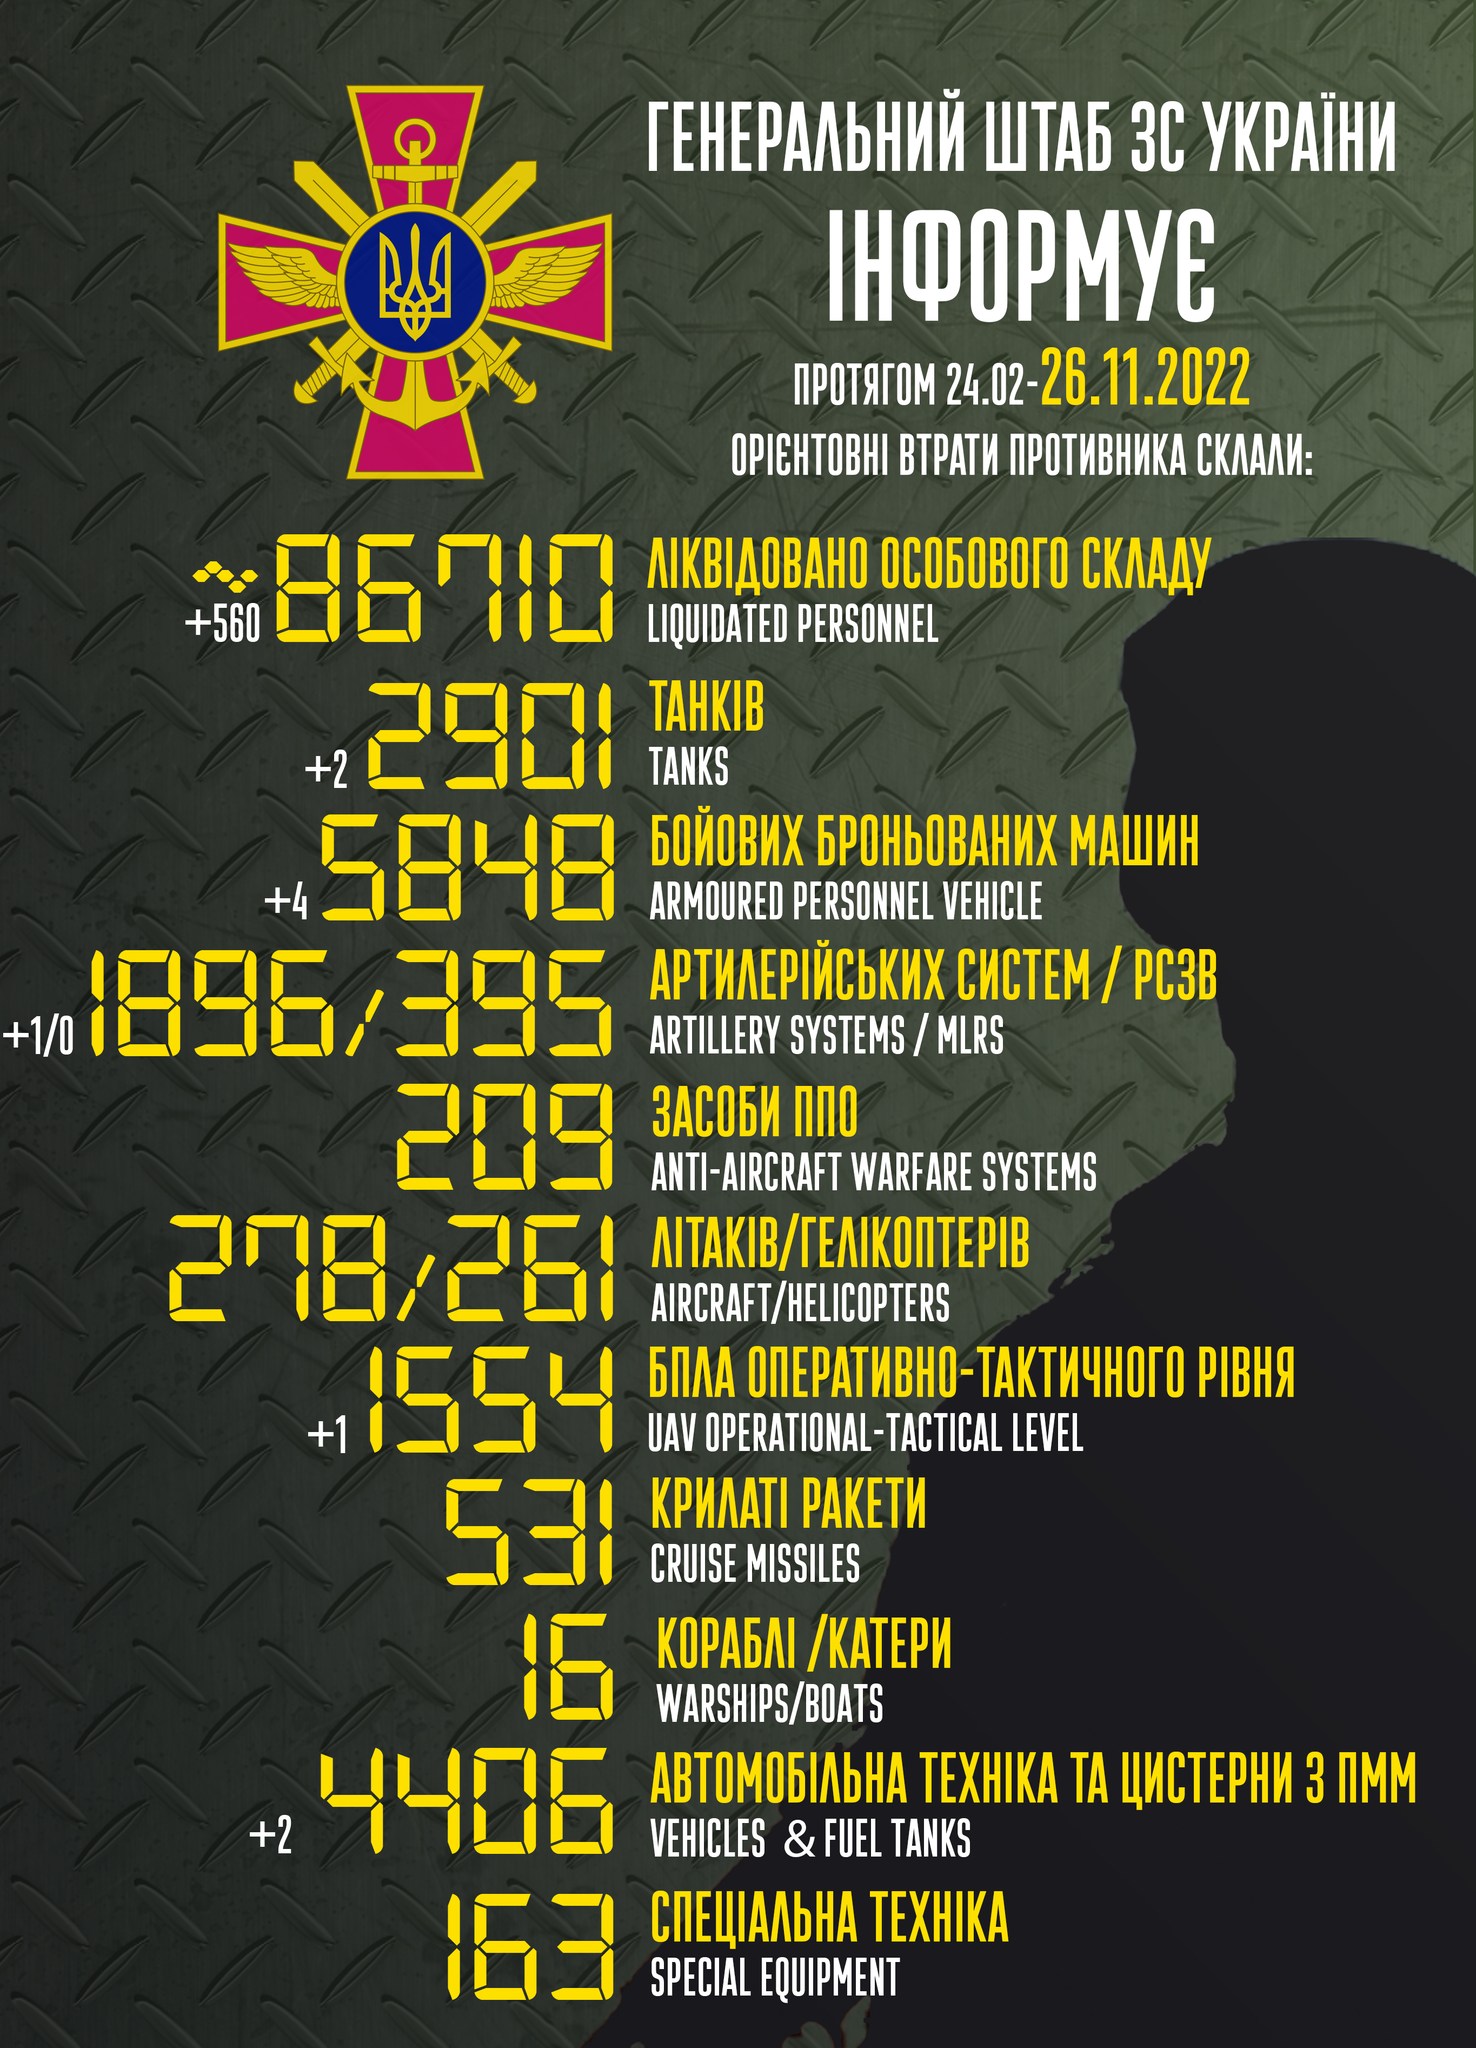 ГЕНЕРАЛЬНИЙ ШТАБ ЗС УКРАЇНИ
ІНФОРМУЄ
ПРОТЯГОМ 24.02-26.11.2022
ОРІЄНТОВНІ ВТРАТИ ПРОТИВНИКА СКЛАЛИ:
~86710 ЛІКВІДОВАНО ОСОБОВОГО СКЛАДУ
+560 LIQUIDATED PERSONNEL
2901 ТАНКІВ
+2 TANKS
5848 БОЙОВИХ БРОНЬОВАНИХ МАШИН
+4 ARMOURED PERSONNEL VEHICLE
1896/395 АРТИЛЕРІЙСЬКИХ СИСТЕМ / РСЗВ
+1/0 ARTILLERY SYSTEMS / MLRS
209 ЗАСОБИ ППО
ANTI-AIRCRAFT WARFARE SYSTEMS
278/261 ЛІТАКІВ/ГЕЛІКОПТЕРІВ
AIRCRAFT/HELICOPTERS
1554 БПЛА ОПЕРАТИВНО-ТАКТИЧНОГО РІВНЯ
+1 UAV OPERATIONAL-TACTICAL LEVEL
531 КРИЛАТІ РАКЕТИ
CRUISE MISSILES
16 КОРАБЛІ /КАТЕРИ
WARSHIPS/BOATS
4406 АВТОМОБІЛЬНА ТЕХНІКА ТА ЦИСТЕРНИ З ПММ
+2 VEHICLES & FUEL TANKS
163 СПЕЦІАЛЬНА ТЕХНІКА
SPECIAL EQUIPMENT